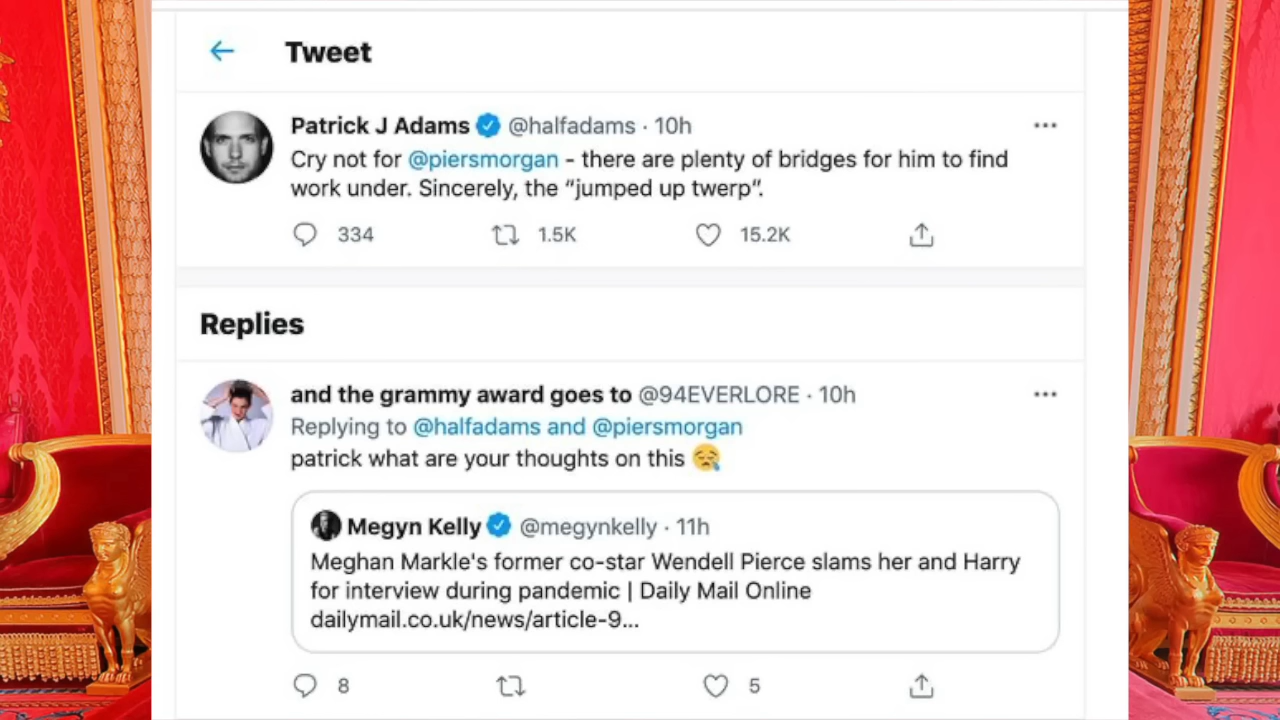 Tweet
Patrick J Adams @halfadams · 10h
Cry not for @piersmorgan - there are plenty of bridges for him to find
work under. Sincerely, the “jumped up twerp”.
334 1.5K 15.2K
Replies
and the grammy award goes to @94EVERLORE · 10h
Replying to @halfadams and @piersmorgan
patrick what are your thoughts on this 😪
Megyn Kelly @megynkelly · 11h
Meghan Markle's former co-star Wendell Pierce slams her and Harry
for interview during pandemic | Daily Mail Online
dailymail.co.uk/news/article-9...
8 5